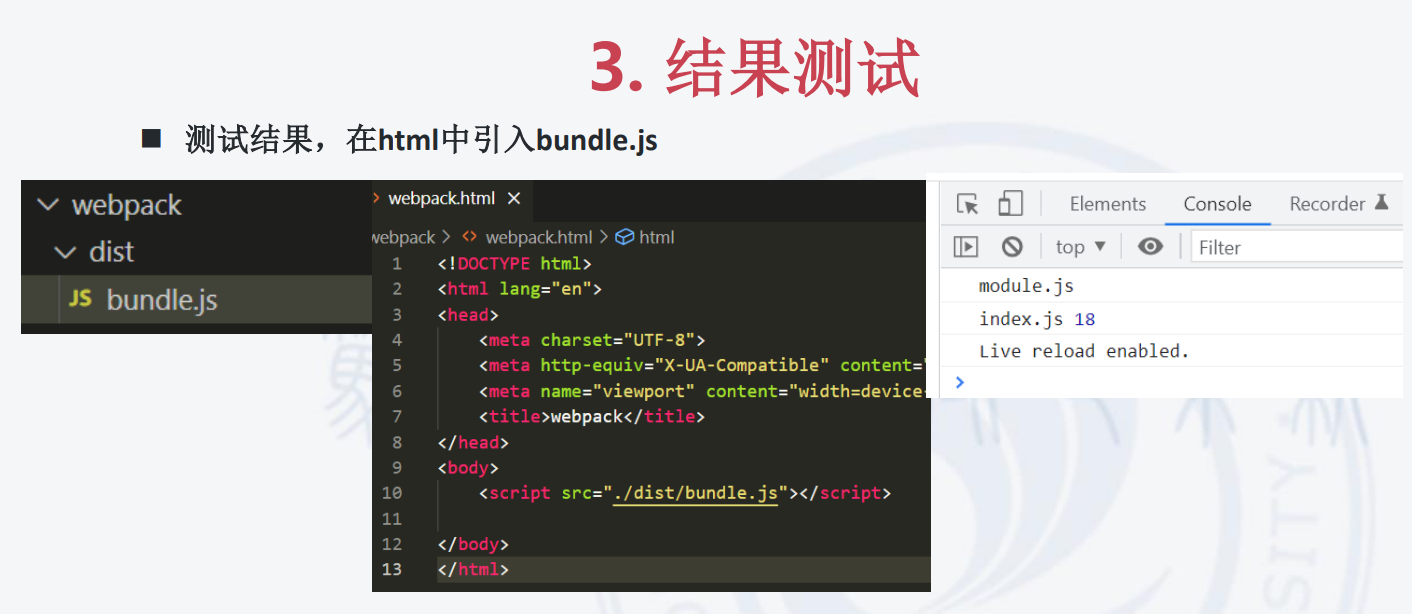 3. 结果测试
■ 测试结果，在html中引入bundle.js
webpack
dist
JS bundle.js
webpack.html ×
webpack > <> webpack.html > html
1 <!DOCTYPE html>
2 <html lang="en">
3 <head>
4 <meta charset="UTF-8">
5 <meta http-equiv="X-UA-Compatible" content="
6 <meta name="viewport" content="width=device-
7 <title>webpack</title>
8 </head>
9 <body>
10 <script src="./dist/bundle.js"></script>
11
12 </body>
13 </html>
Elements Console Recorder
top ▼ Filter
module.js
index.js 18
Live reload enabled.
>
SITY